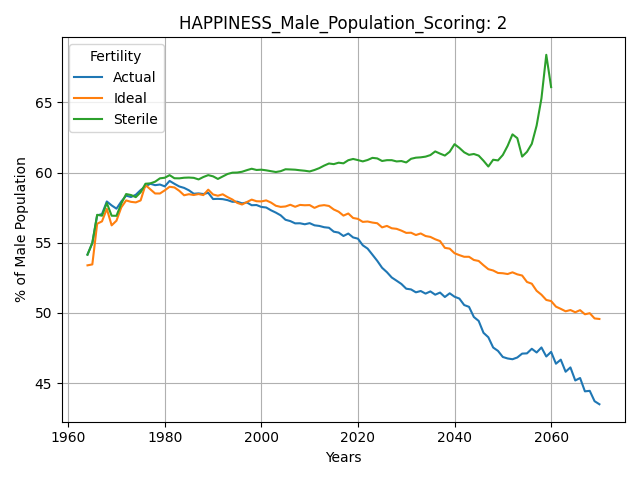 HAPPINESS_Male_Population_Scoring: 2
Fertility
Actual
Ideal
Sterile
% of Male Population
65
60
55
50
45
1960
1980
2000
2020
2040
2060
Years